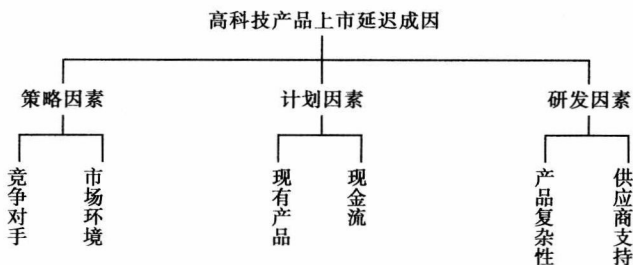 高科技产品上市延迟成因
策略因素
计划因素
研发因素
竞争对手
市场环境
现有产品
现金流
产品复杂性
供应商支持